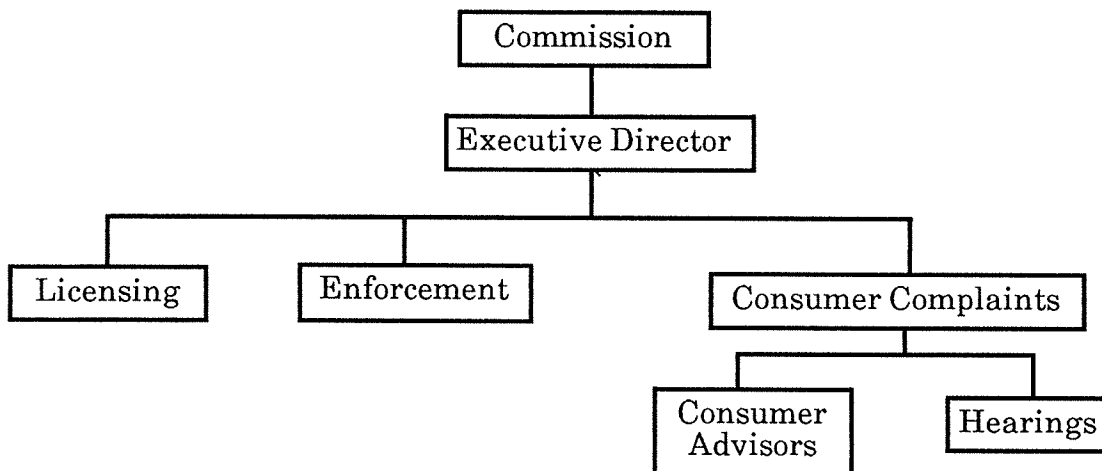 Commission
Executive Director
Licensing
Enforcement
Consumer Complaints
Consumer
Advisors
Hearings